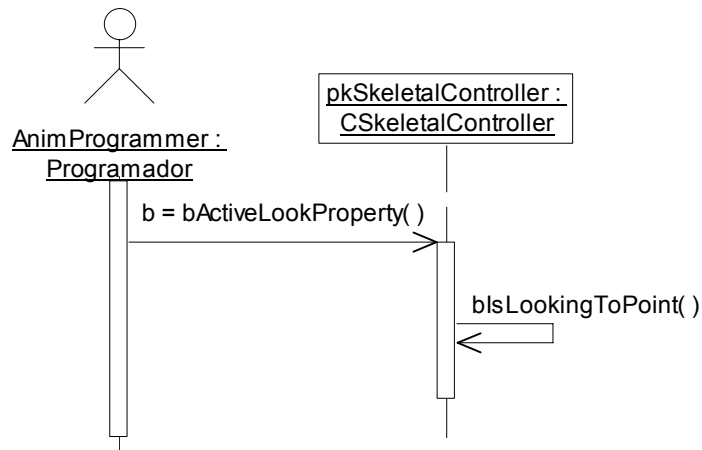 pkSkeletalController :
CSkeletalController
AnimProgrammer :
Programador
b = bActiveLookProperty( )
bIsLookingToPoint( )